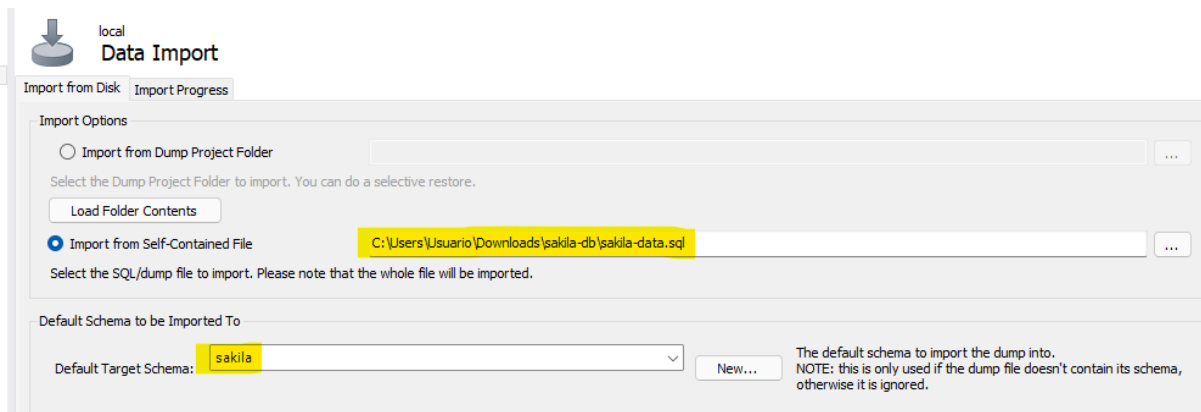 local
Data Import
Import from Disk Import Progress
Import Options
Import from Dump Project Folder ...
Select the Dump Project Folder to import. You can do a selective restore.
Load Folder Contents
Import from Self-Contained File C:\Users\Usuario\Downloads\sakila-db\sakila-data.sql ...
Select the SQL/dump file to import. Please note that the whole file will be imported.
Default Schema to be Imported To
Default Target Schema: sakila New... The default schema to import the dump into.
NOTE: this is only used if the dump file doesn't contain its schema,
otherwise it is ignored.